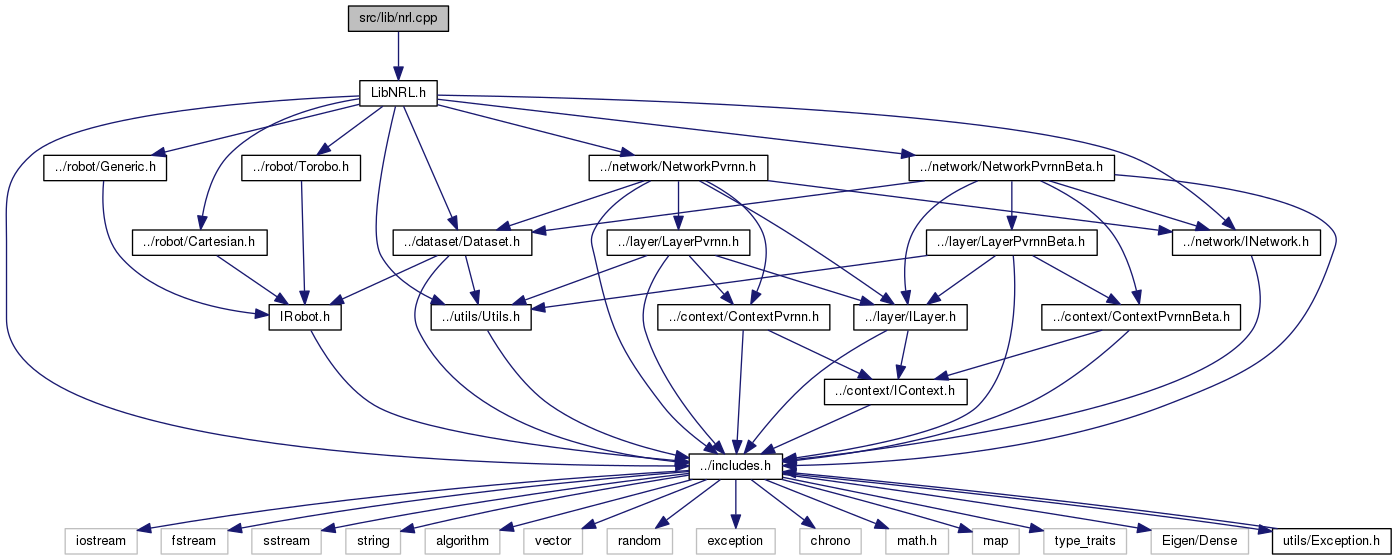 src/lib/nrl.cpp
LibNRL.h
../robot/Generic.h
../robot/Torobo.h
../network/NetworkPvrnn.h
../network/NetworkPvrnnBeta.h
../robot/Cartesian.h
../dataset/Dataset.h
../layer/LayerPvrnn.h
../layer/LayerPvrnnBeta.h
../network/INetwork.h
IRobot.h
../utils/Utils.h
../context/ContextPvrnn.h
../layer/ILayer.h
../context/ContextPvrnnBeta.h
../context/IContext.h
../includes.h
iostream
fstream
sstream
string
algorithm
vector
random
exception
chrono
math.h
map
type_traits
Eigen/Dense
utils/Exception.h